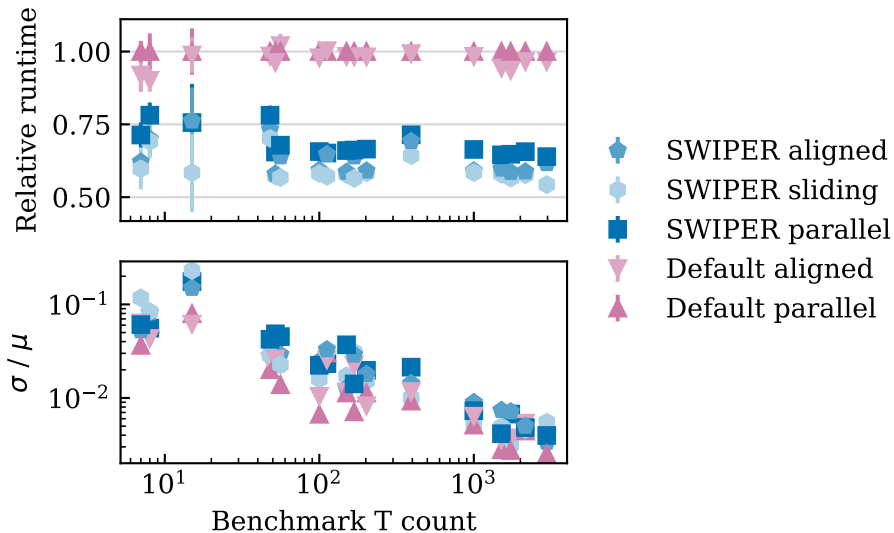 Relative runtime
1.00
0.75
0.50
σ / μ
10⁻¹
10⁻²
10¹
10²
10³
Benchmark T count
SWIPER aligned
SWIPER sliding
SWIPER parallel
Default aligned
Default parallel